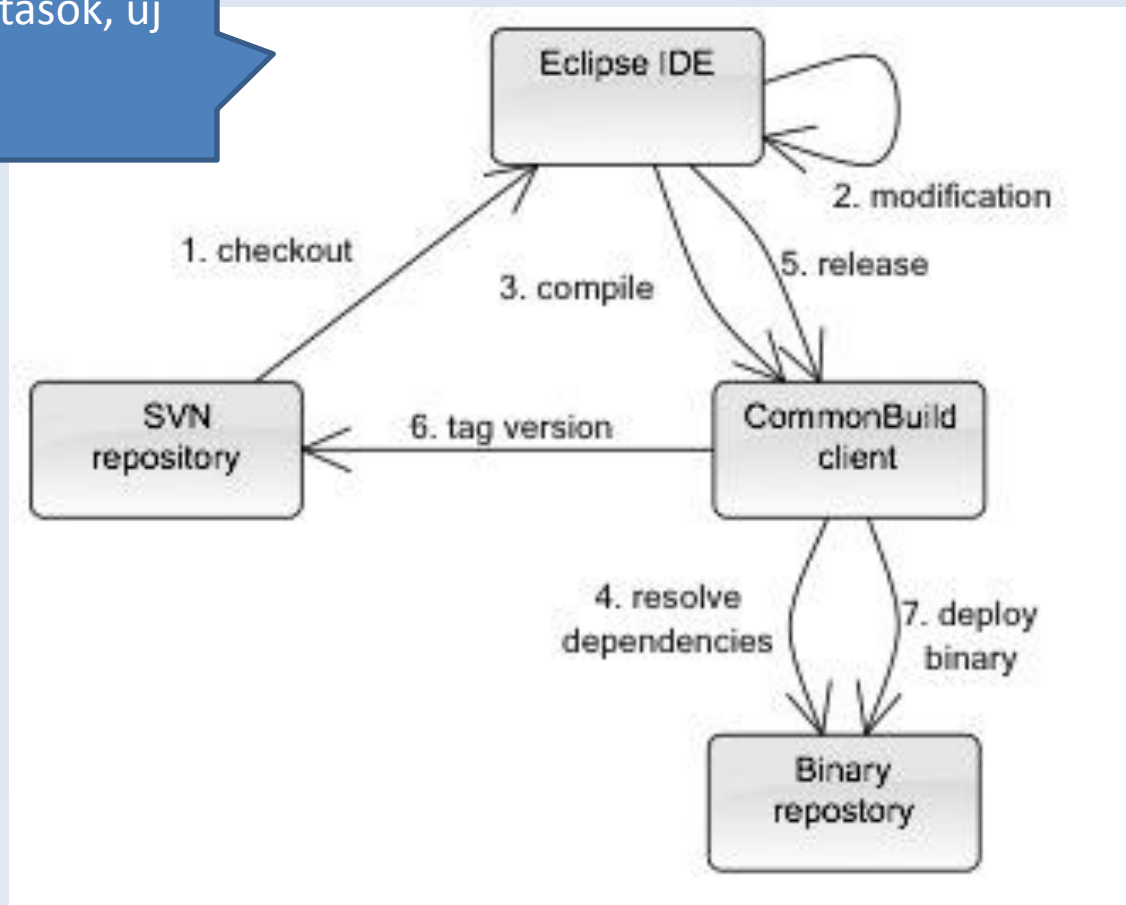 új
Eclipse IDE
2. modification
1. checkout
5. release
3. compile
SVN
repository
6. tag version
CommonBuild
client
4. resolve
dependencies
7. deploy
binary
Binary
repostory